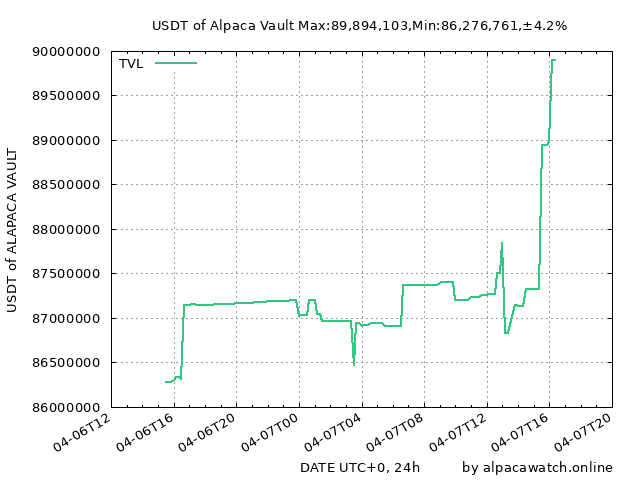 USDT of Alpaca Vault Max:89,894,103,Min:86,276,761,±4.2%
TVL
USDT of ALAPACA VAULT
90000000
89500000
89000000
88500000
88000000
87500000
87000000
86500000
86000000
04-06T12
04-06T16
04-06T20
04-07T00
04-07T04
04-07T08
04-07T12
04-07T16
04-07T20
DATE UTC+0, 24h
by alpacawatch.online